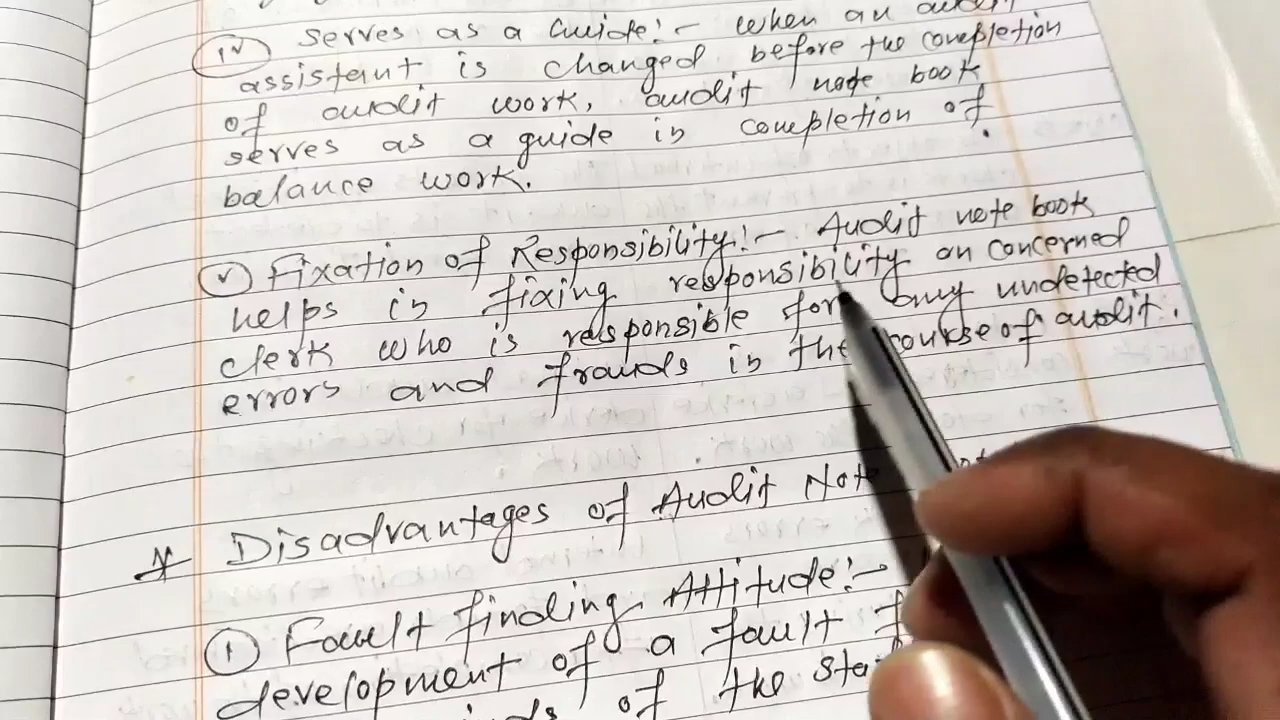 (iv) serves as a Guide:- When an audit
assistant is changed before the completion
of audit work, audit note book
serves as a guide in completion of
balance work.
(v) Fixation of Responsibility:- Audit note book
helps in fixing responsibility on concerned
clerk who is responsible for any undetected
errors and frauds in the course of audit.
* Disadvantages of Audit Note
(1) Fault finding Attitude:-
development of a fault
of the